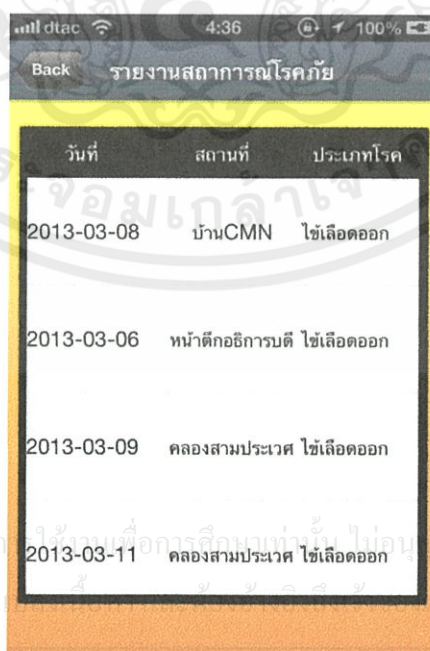 dtac 4:36 100%
Back รายงานสถาการณ์โรคภัย
วันที่ สถานที่ ประเภทโรค
2013-03-08 บ้านCMN ไข้เลือดออก
2013-03-06 หน้าตึกอธิการบดี ไข้เลือดออก
2013-03-09 คลองสามประเวศ ไข้เลือดออก
2013-03-11 คลองสามประเวศ ไข้เลือดออก